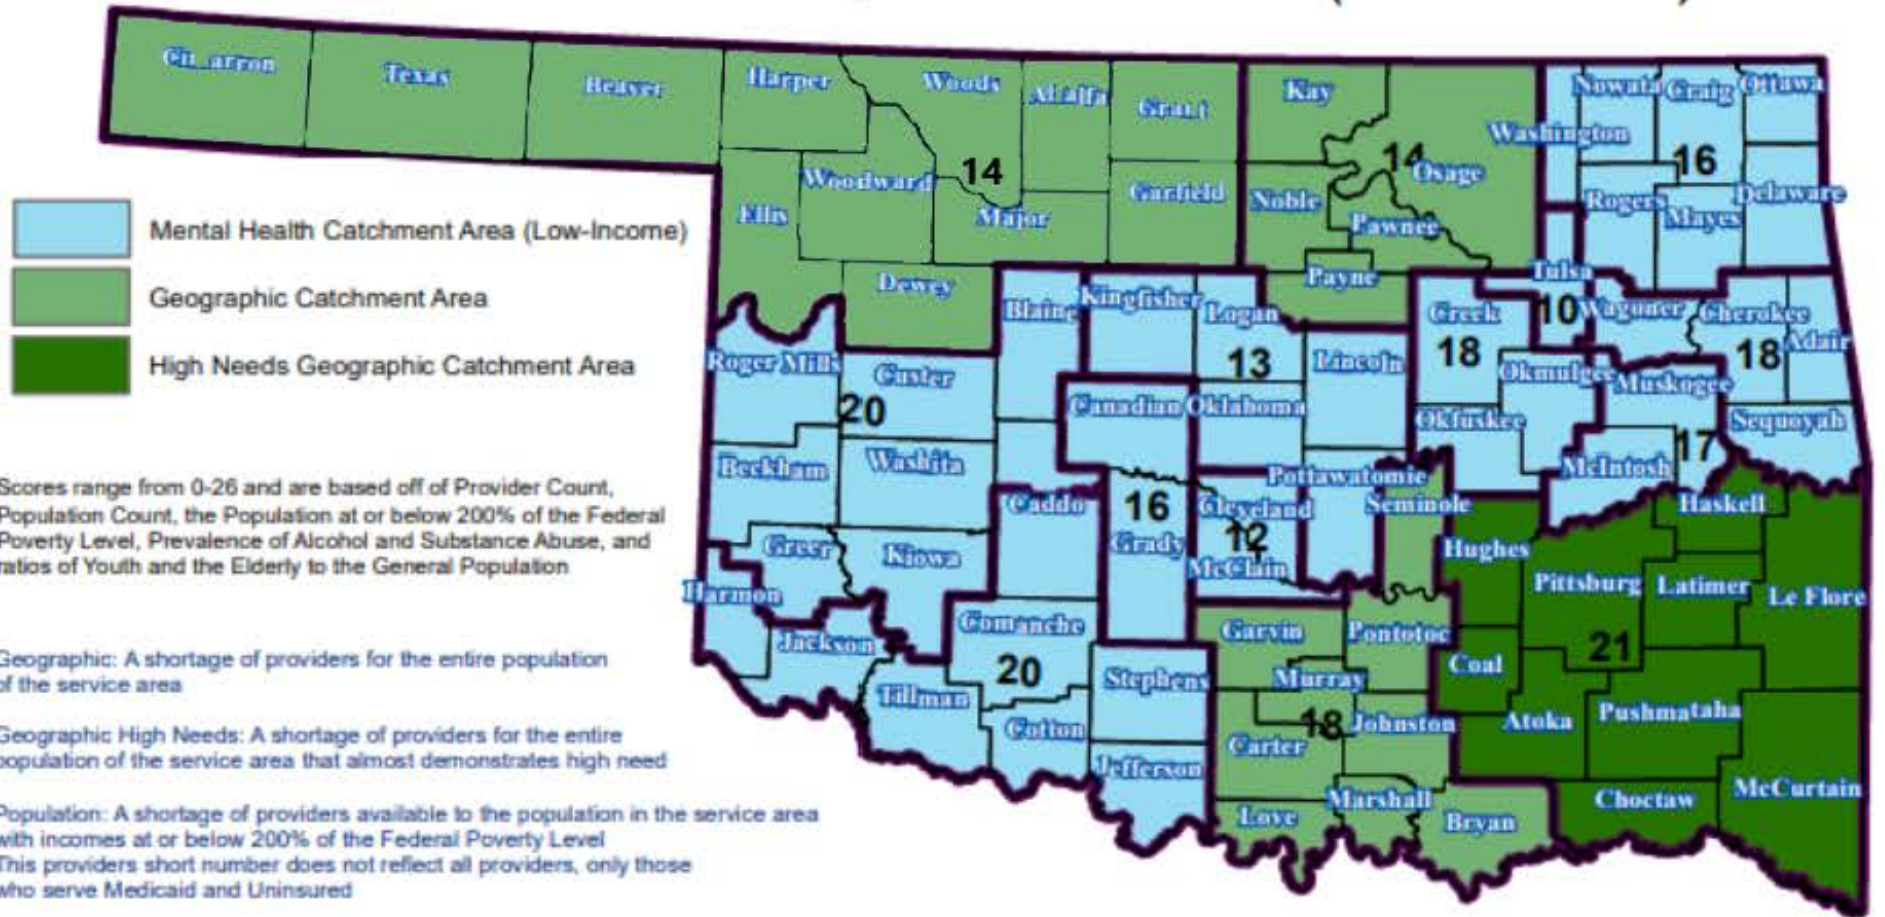 Texas
Beaver
Harper
Woods
Kay
Nowata
Craig
Ottawa
Washington
16
14
14
Osage
Woodward
Garfield
Noble
Rogers
Delaware
Ellis
Major
Pawnee
Mayes
Mental Health Catchment Area (Low-Income)
Geographic Catchment Area
High Needs Geographic Catchment Area
Dewey
Payne
Tulsa
Blaine
Kingfisher
Logan
Creek
10
Wagoner
Cherokee
Roger Mills
Custer
13
Lincoln
18
Okmulgee
Muskogee
18
Adair
20
Canadian
Oklahoma
Okfuskee
Sequoyah
Beckham
Washita
Pottawatomie
McIntosh
17
Caddo
16
Cleveland
Seminole
Haskell
Greer
Kiowa
Grady
12
McClain
Hughes
Pittsburg
Latimer
Le Flore
Harmon
Jackson
Comanche
Garvin
Pontotoc
Coal
21
Tillman
20
Stephens
Murray
Cotton
18
Johnston
Atoka
Pushmataha
Carter
Jefferson
Love
Marshall
Bryan
Choctaw
McCurtain
Scores range from 0-26 and are based off of Provider Count,
Population Count, the Population at or below 200% of the Federal
Poverty Level, Prevalence of Alcohol and Substance Abuse, and
ratios of Youth and the Elderly to the General Population
Geographic: A shortage of providers for the entire population
of the service area
Geographic High Needs: A shortage of providers for the entire
population of the service area that almost demonstrates high need
Population: A shortage of providers available to the population in the service area
with incomes at or below 200% of the Federal Poverty Level
This providers short number does not reflect all providers, only those
who serve Medicaid and Uninsured